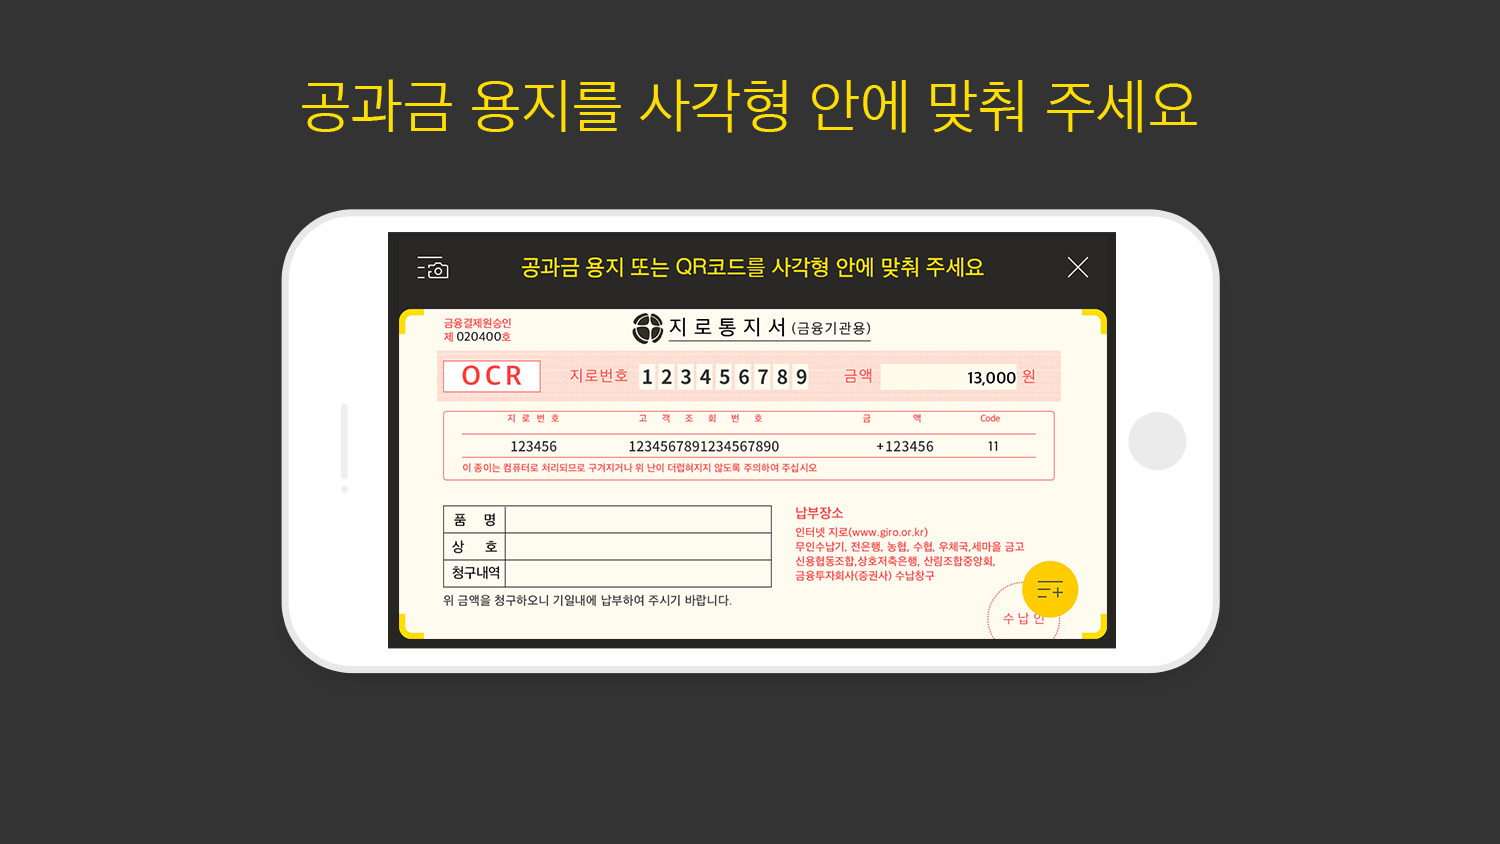 공과금 용지를 사각형 안에 맞춰 주세요
공과금 용지 또는 QR코드를 사각형 안에 맞춰 주세요
금융결제원승인
제 020400호
지로통지서 (금융기관용)
OCR 지로번호 1 2 3 4 5 6 7 8 9 금액 13,000 원
지로번호 고객조회번호 금액 Code
123456 1234567891234567890 +123456 11
이 종이는 컴퓨터로 처리되므로 구겨지거나 위 난이 더럽혀지지 않도록 주의하여 주십시오
품 명
상 호
청구내역
위 금액을 청구하오니 기일내에 납부하여 주시기 바랍니다.
납부장소
인터넷 지로(www.giro.or.kr)
무인수납기, 전은행, 농협, 수협, 우체국,세마을 금고
신용협동조합,상호저축은행, 산림조합중앙회,
금융투자회사(증권사) 수납창구
수납인